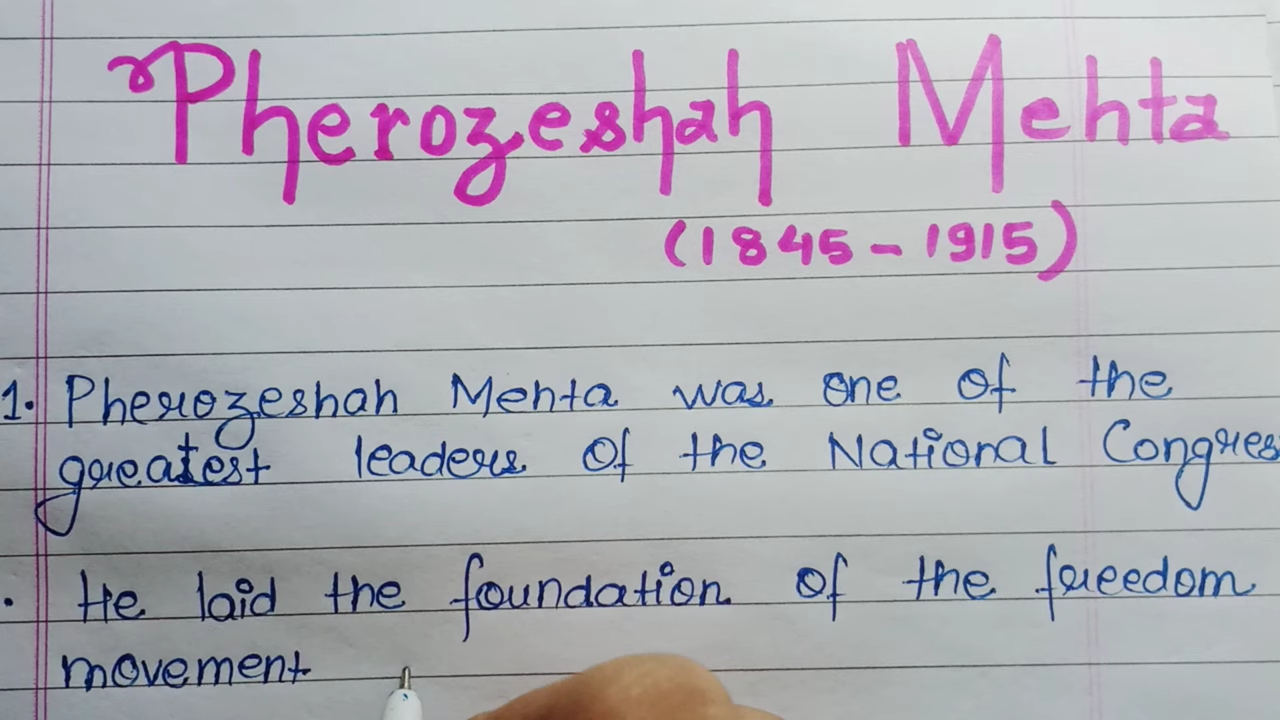 Pherozeshah Mehta
(1845-1915)
1. Pherozeshah Mehta was one of the
greatest leaders of the National Congres
. He laid the foundation of the freedom
movement